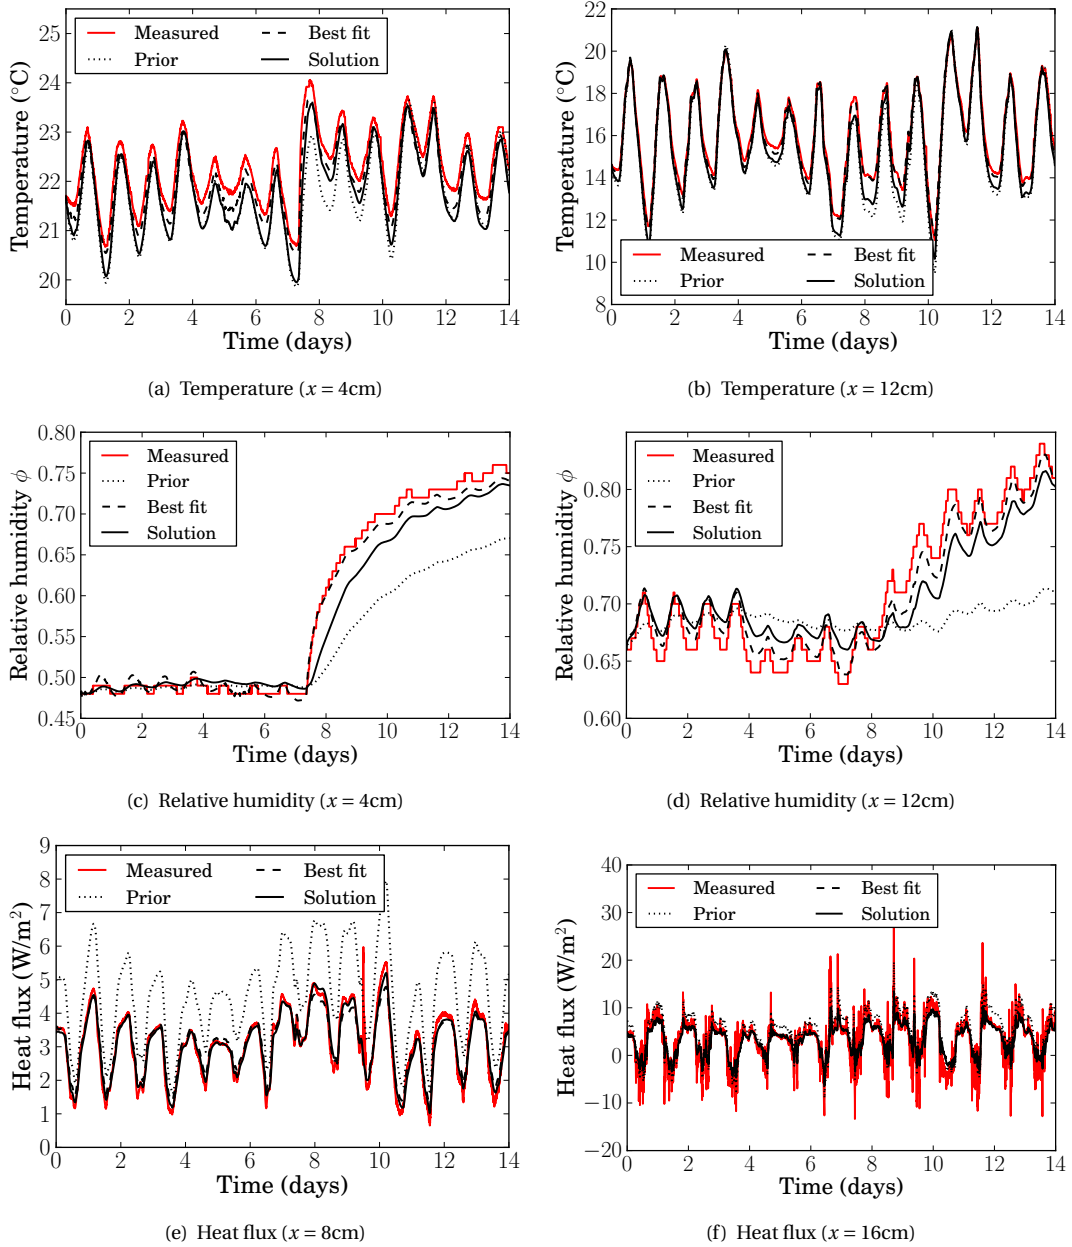 Temperature (°C)
25
24
23
22
21
20
Measured
Prior
Best fit
Solution
0 2 4 6 8 10 12 14
Time (days)
(a) Temperature (x = 4cm)
Temperature (°C)
22
20
18
16
14
12
10
8
Measured
Prior
Best fit
Solution
0 2 4 6 8 10 12 14
Time (days)
(b) Temperature (x = 12cm)
Relative humidity ϕ
0.80
0.75
0.70
0.65
0.60
0.55
0.50
0.45
Measured
Prior
Best fit
Solution
0 2 4 6 8 10 12 14
Time (days)
(c) Relative humidity (x = 4cm)
Relative humidity ϕ
0.80
0.75
0.70
0.65
0.60
Measured
Prior
Best fit
Solution
0 2 4 6 8 10 12 14
Time (days)
(d) Relative humidity (x = 12cm)
Heat flux (W/m²)
9
8
7
6
5
4
3
2
1
0
Measured
Prior
Best fit
Solution
0 2 4 6 8 10 12 14
Time (days)
(e) Heat flux (x = 8cm)
Heat flux (W/m²)
40
30
20
10
0
−10
−20
Measured
Prior
Best fit
Solution
0 2 4 6 8 10 12 14
Time (days)
(f) Heat flux (x = 16cm)